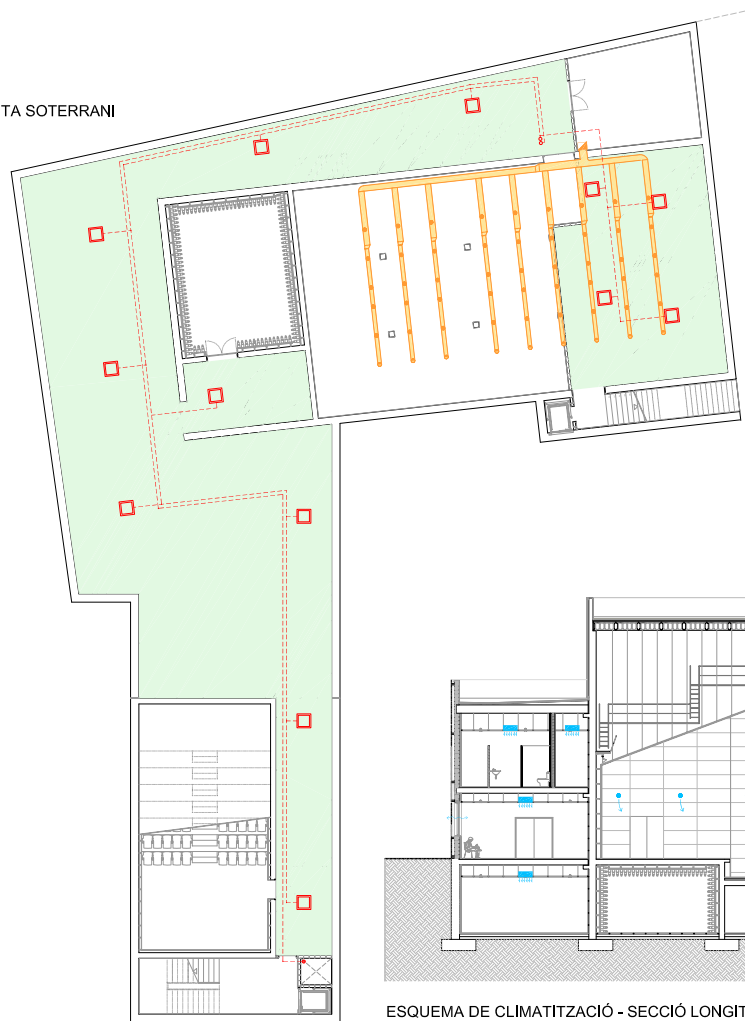 TA SOTERRANI
ESQUEMA DE CLIMATITZACIÓ - SECCIÓ LONGIT